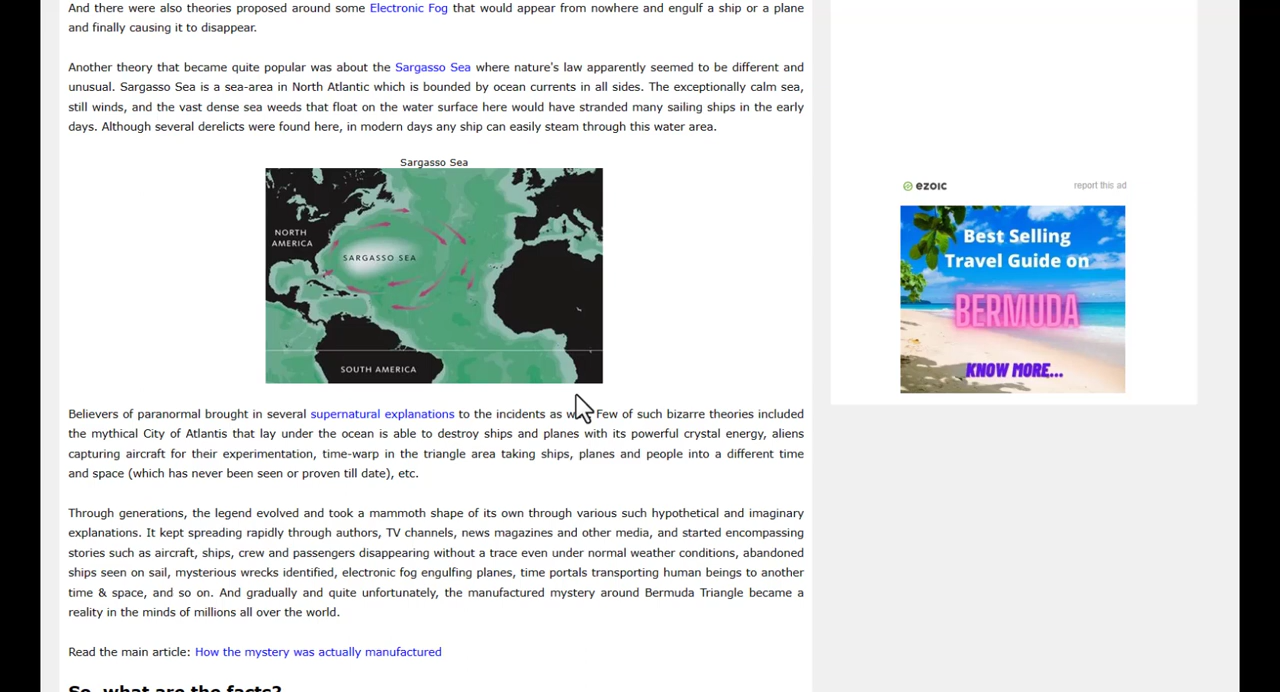 And there were also theories proposed around some Electronic Fog that would appear from nowhere and engulf a ship or a plane
and finally causing it to disappear.
Another theory that became quite popular was about the Sargasso Sea where nature's law apparently seemed to be different and
unusual. Sargasso Sea is a sea-area in North Atlantic which is bounded by ocean currents in all sides. The exceptionally calm sea,
still winds, and the vast dense sea weeds that float on the water surface here would have stranded many sailing ships in the early
days. Although several derelicts were found here, in modern days any ship can easily steam through this water area.
Sargasso Sea
NORTH
AMERICA
SARGASSO SEA
SOUTH AMERICA
Believers of paranormal brought in several supernatural explanations to the incidents as Few of such bizarre theories included
the mythical City of Atlantis that lay under the ocean is able to destroy ships and planes with its powerful crystal energy, aliens
capturing aircraft for their experimentation, time-warp in the triangle area taking ships, planes and people into a different time
and space (which has never been seen or proven till date), etc.
Through generations, the legend evolved and took a mammoth shape of its own through various such hypothetical and imaginary
explanations. It kept spreading rapidly through authors, TV channels, news magazines and other media, and started encompassing
stories such as aircraft, ships, crew and passengers disappearing without a trace even under normal weather conditions, abandoned
ships seen on sail, mysterious wrecks identified, electronic fog engulfing planes, time portals transporting human beings to another
time & space, and so on. And gradually and quite unfortunately, the manufactured mystery around Bermuda Triangle became a
reality in the minds of millions all over the world.
Read the main article: How the mystery was actually manufactured
So, what are the facts?
ezoic
report this ad
Best Selling
Travel Guide on
BERMUDA
KNOW MORE...